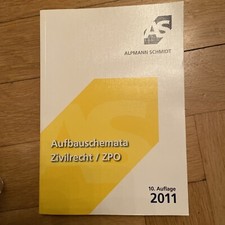 AS
ALPMANN SCHMIDT
Aufbauschemata
Zivilrecht / ZPO
10. Auflage
2011